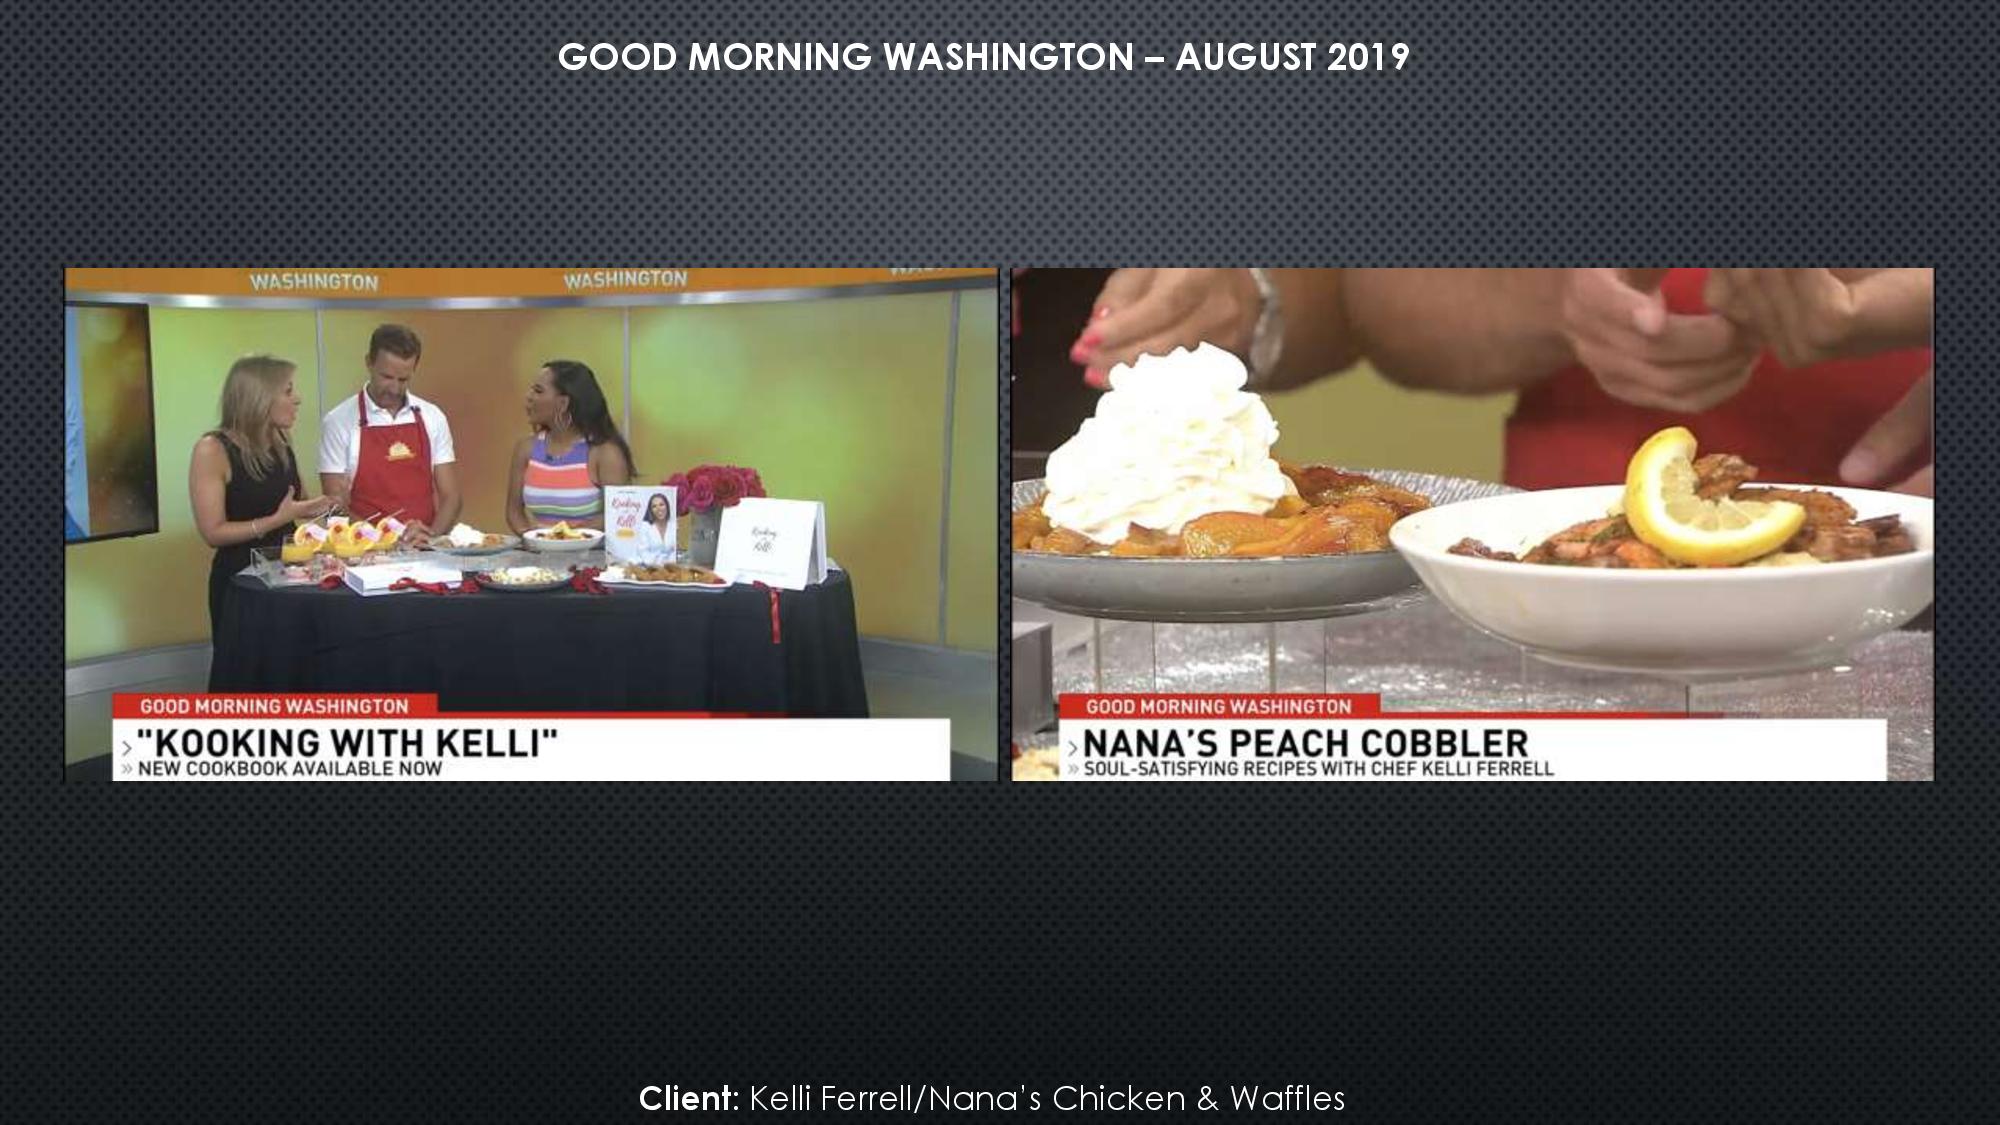 GOOD MORNING WASHINGTON – AUGUST 2019
WASHINGTON
WASHINGTON
Kooking
with
Kelli
Kooking
Kelli
GOOD MORNING WASHINGTON
"KOOKING WITH KELLI"
» NEW COOKBOOK AVAILABLE NOW
GOOD MORNING WASHINGTON
NANA'S PEACH COBBLER
» SOUL-SATISFYING RECIPES WITH CHEF KELLI FERRELL
Client: Kelli Ferrell/Nana's Chicken & Waffles